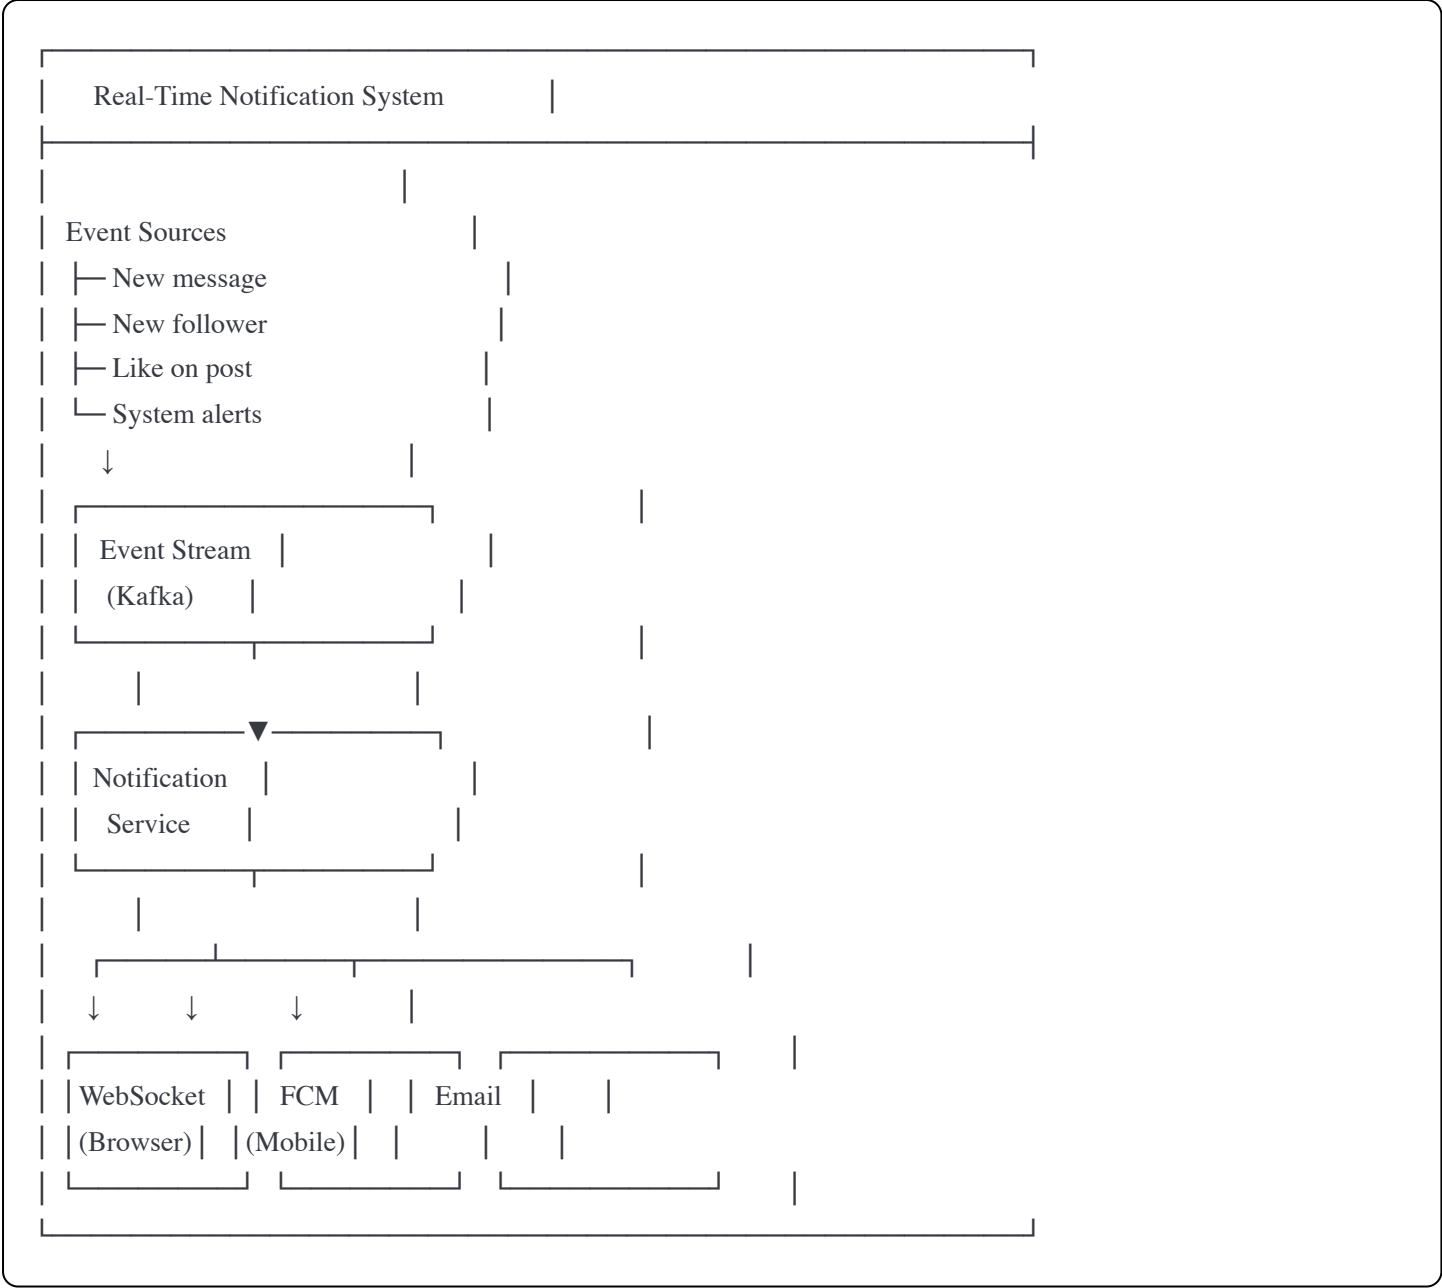 Real-Time Notification System
Event Sources
├─ New message
├─ New follower
├─ Like on post
└─ System alerts
↓
Event Stream
(Kafka)
▼
Notification
Service
↓ ↓ ↓
WebSocket FCM Email
(Browser) (Mobile)